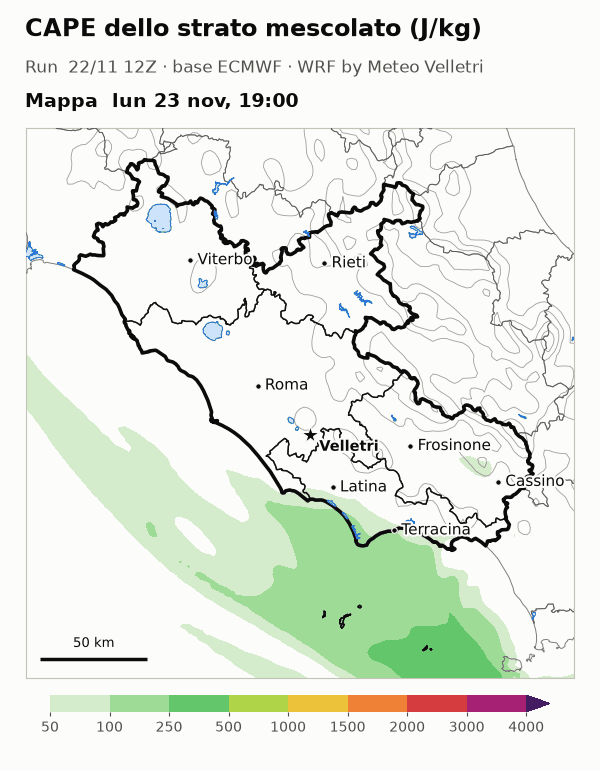 CAPE dello strato mescolato (J/kg)
Run 22/11 12Z · base ECMWF · WRF by Meteo Velletri
Mappa lun 23 nov, 19:00
Viterbo
Rieti
Roma
Velletri
Frosinone
Cassino
Latina
Terracina
50 km
50 100 250 500 1000 1500 2000 3000 4000